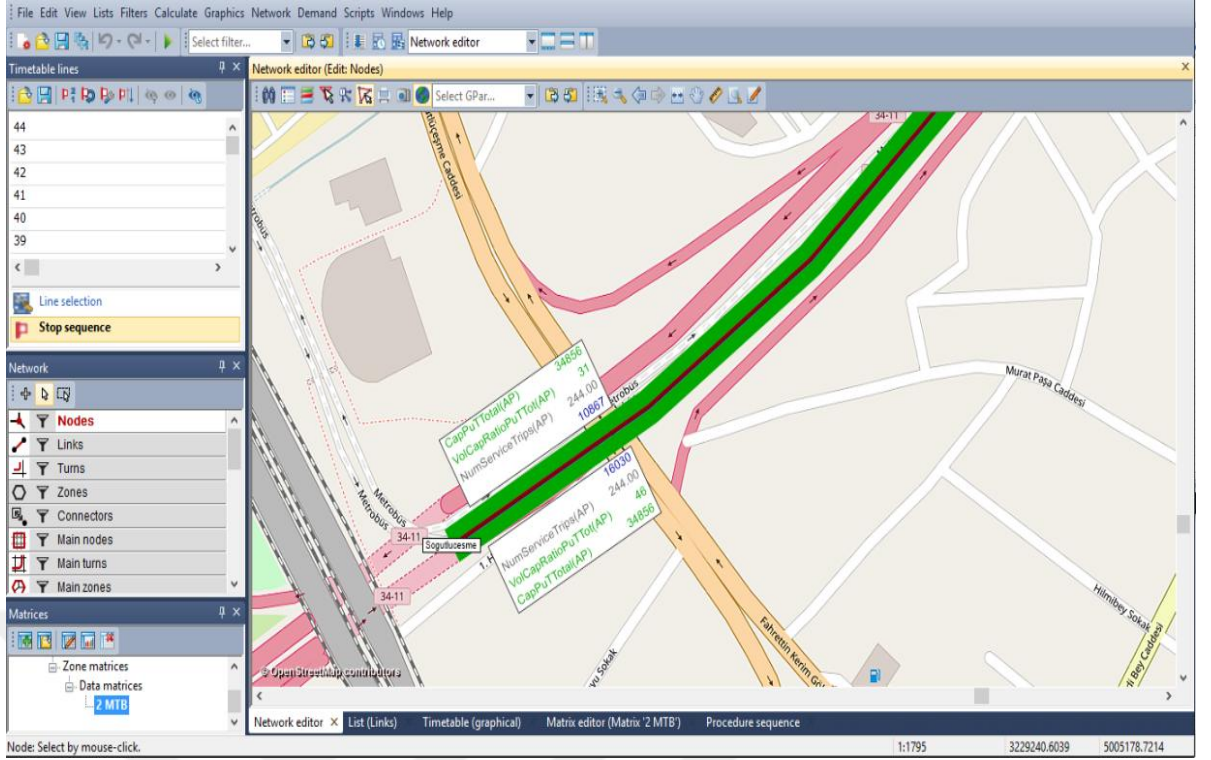 File Edit View Lists Filters Calculate Graphics Network Demand Scripts Windows Help
Select filter... Network editor
Timetable lines
44
43
42
41
40
39
Line selection
Stop sequence
Network
Nodes
Links
Turns
Zones
Connectors
Main nodes
Main turns
Main zones
Matrices
Zone matrices
Data matrices
2 MTB
Network editor (Edit: Nodes)
Select GPar...
34-11
Caddesi
Metrobüs
Metrobüs
CapPuTTotal(AP) 34856
VolCapRatioPuTTot(AP) 31
NumServiceTrips(AP) 244.00
10867
16030
NumServiceTrips(AP) 244.00
VolCapRatioPuTTot(AP) 46
CapPuTTotal(AP) 34856
34-11
Sogutlucesme
34-11
Murat Paşa Caddesi
Hilmibey Sokak
Bey Caddesi
Fahrettin Kerim
Sokak
© OpenStreetMap contributors
Network editor × List (Links) Timetable (graphical) Matrix editor (Matrix '2 MTB') Procedure sequence
Node: Select by mouse-click. 1:1795 3229240.6039 5005178.7214